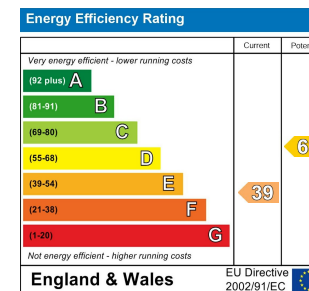 Energy Efficiency Rating
Current
Very energy efficient - lower running costs
(92 plus) A
(81-91) B
(69-80) C
(55-68) D
(39-54) E
39
(21-38) F
(1-20) G
Not energy efficient - higher running costs
England & Wales
EU Directive
2002/91/EC